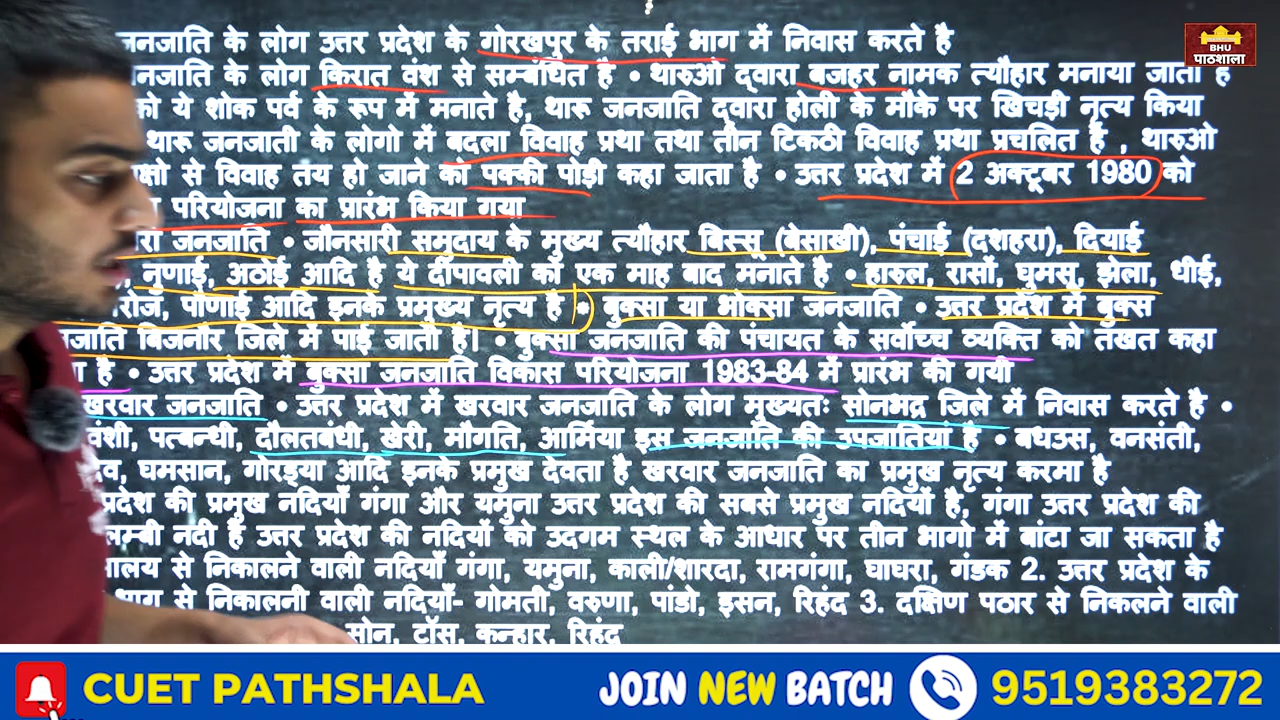 BHU
पाठशाला
जनजाति के लोग उत्तर प्रदेश के गोरखपुर के तराई भाग में निवास करते है
नजाति के लोग किरात वंश से सम्बंधित है • थारुओ द्वारा बजहर नामक त्यौहार मनाया जाता है
को ये शोक पर्व के रूप में मनाते है, थारू जनजाति द्वारा होली के मौके पर खिचड़ी नृत्य किया
थारू जनजाती के लोगो में बदला विवाह प्रथा तथा तीन टिकठी विवाह प्रथा प्रचलित है , थारुओ
क्षो से विवाह तय हो जाने को पक्की पोड़ी कहा जाता है • उत्तर प्रदेश में 2 अक्टूबर 1980 को
परियोजना का प्रारंभ किया गया
रा जनजाति • जौनसारी समुदाय के मुख्य त्यौहार बिस्सू (बेसाखी), पंचाई (दशहरा), दियाई
नुणाई, अठोई आदि है ये दीपावली को एक माह बाद मनाते है • हारुल, रासों, घुमसू, झेला, धीई,
रोज, पौणाई आदि इनके प्रमुख्य नृत्य है • बुक्सा या भोक्सा जनजाति • उत्तर प्रदेश में बुक्स
जाति बिजनौर जिले में पाई जाती है। • बुक्सा जनजाति की पंचायत के सर्वोच्च व्यक्ति को तखत कहा
है • उत्तर प्रदेश में बुक्सा जनजाति विकास परियोजना 1983-84 में प्रारंभ की गयी
खरवार जनजाति • उत्तर प्रदेश में खरवार जनजाति के लोग मुख्यतः सोनभद्र जिले में निवास करते है •
वंशी, पत्बन्धी, दौलतबंधी, खेरी, मौगति, आर्मिया इस जनजाति की उपजातियां है • बधउस, वनसंती,
घमसान, गोरइया आदि इनके प्रमुख देवता है खरवार जनजाति का प्रमुख नृत्य करमा है
प्रदेश की प्रमुख नदियाँ गंगा और यमुना उत्तर प्रदेश की सबसे प्रमुख नदियों है, गंगा उत्तर प्रदेश की
लम्बी नदी है उत्तर प्रदेश की नदियों को उदगम स्थल के आधार पर तीन भागो में बांटा जा सकता है
ालय से निकालने वाली नदियाँ गंगा, यमुना, काली/शारदा, रामगंगा, घाघरा, गंडक 2. उत्तर प्रदेश के
भाग से निकालनी वाली नदियाँ- गोमती, वरुणा, पांडो, इसन, रिहंद 3. दक्षिण पठार से निकलने वाली
सोन, टोंस, कन्हार, रिहंद
CUET PATHSHALA JOIN NEW BATCH 9519383272